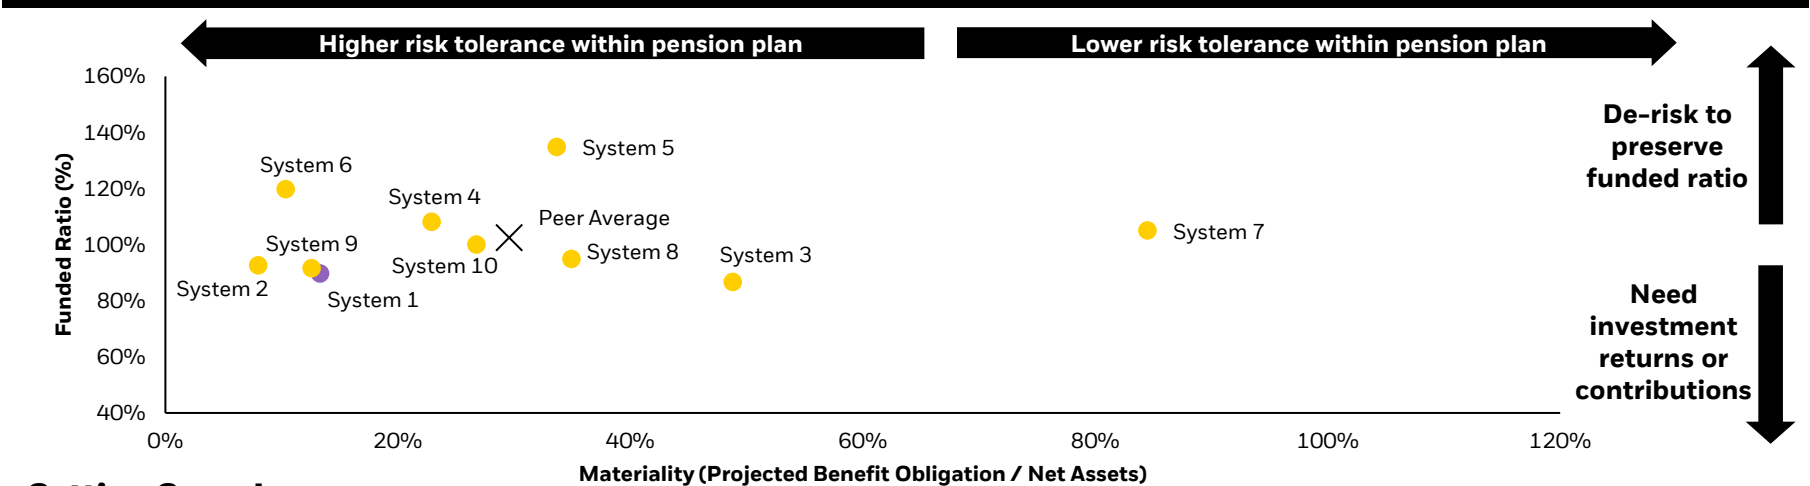 Higher risk tolerance within pension plan
Lower risk tolerance within pension plan
160%
140%
120%
100%
80%
60%
40%
Funded Ratio (%)
System 5
System 6
System 4
Peer Average
System 9
System 8
System 3
System 7
System 10
System 2
System 1
De-risk to
preserve
funded ratio
Need
investment
returns or
contributions
0%
20%
40%
60%
80%
100%
120%
Materiality (Projected Benefit Obligation / Net Assets)